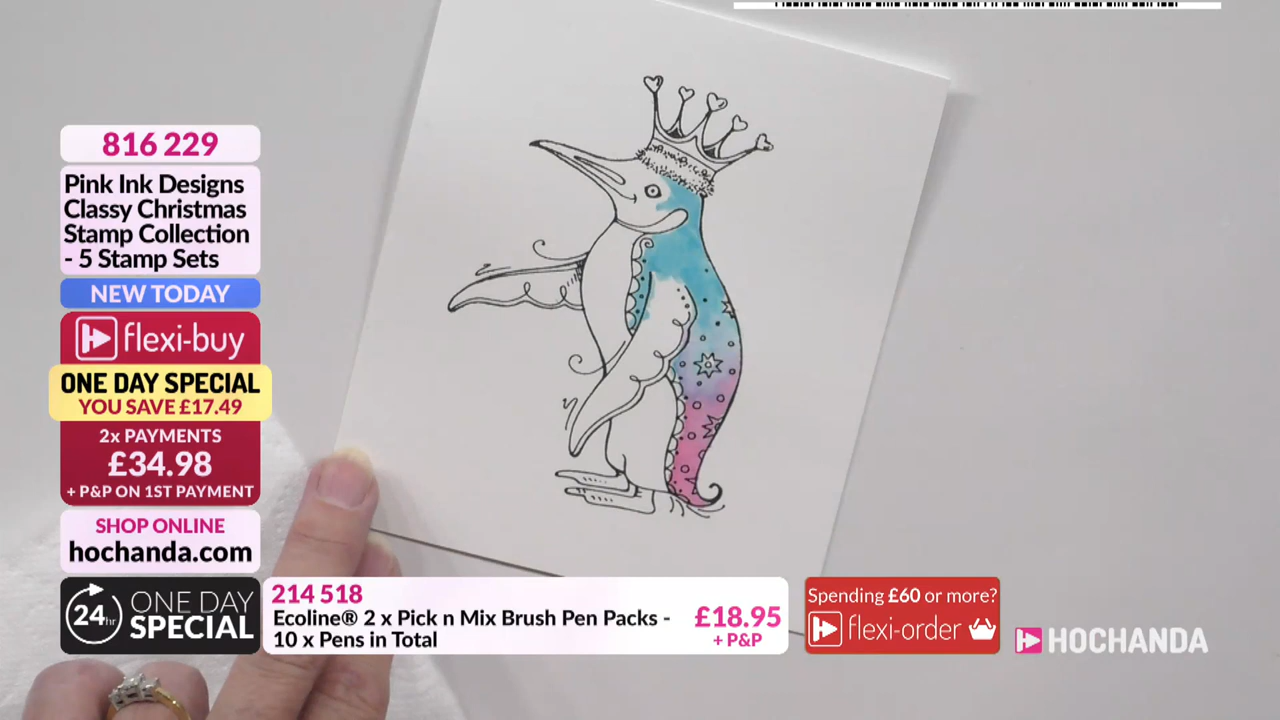 816 229
Pink Ink Designs
Classy Christmas
Stamp Collection
- 5 Stamp Sets
NEW TODAY
flexi-buy
ONE DAY SPECIAL
YOU SAVE £17.49
2x PAYMENTS
£34.98
+ P&P ON 1ST PAYMENT
SHOP ONLINE
hochanda.com
24hr
ONE DAY
SPECIAL
214 518
Ecoline® 2 x Pick n Mix Brush Pen Packs -
10 x Pens in Total
£18.95
+ P&P
Spending £60 or more?
flexi-order
HOCHANDA